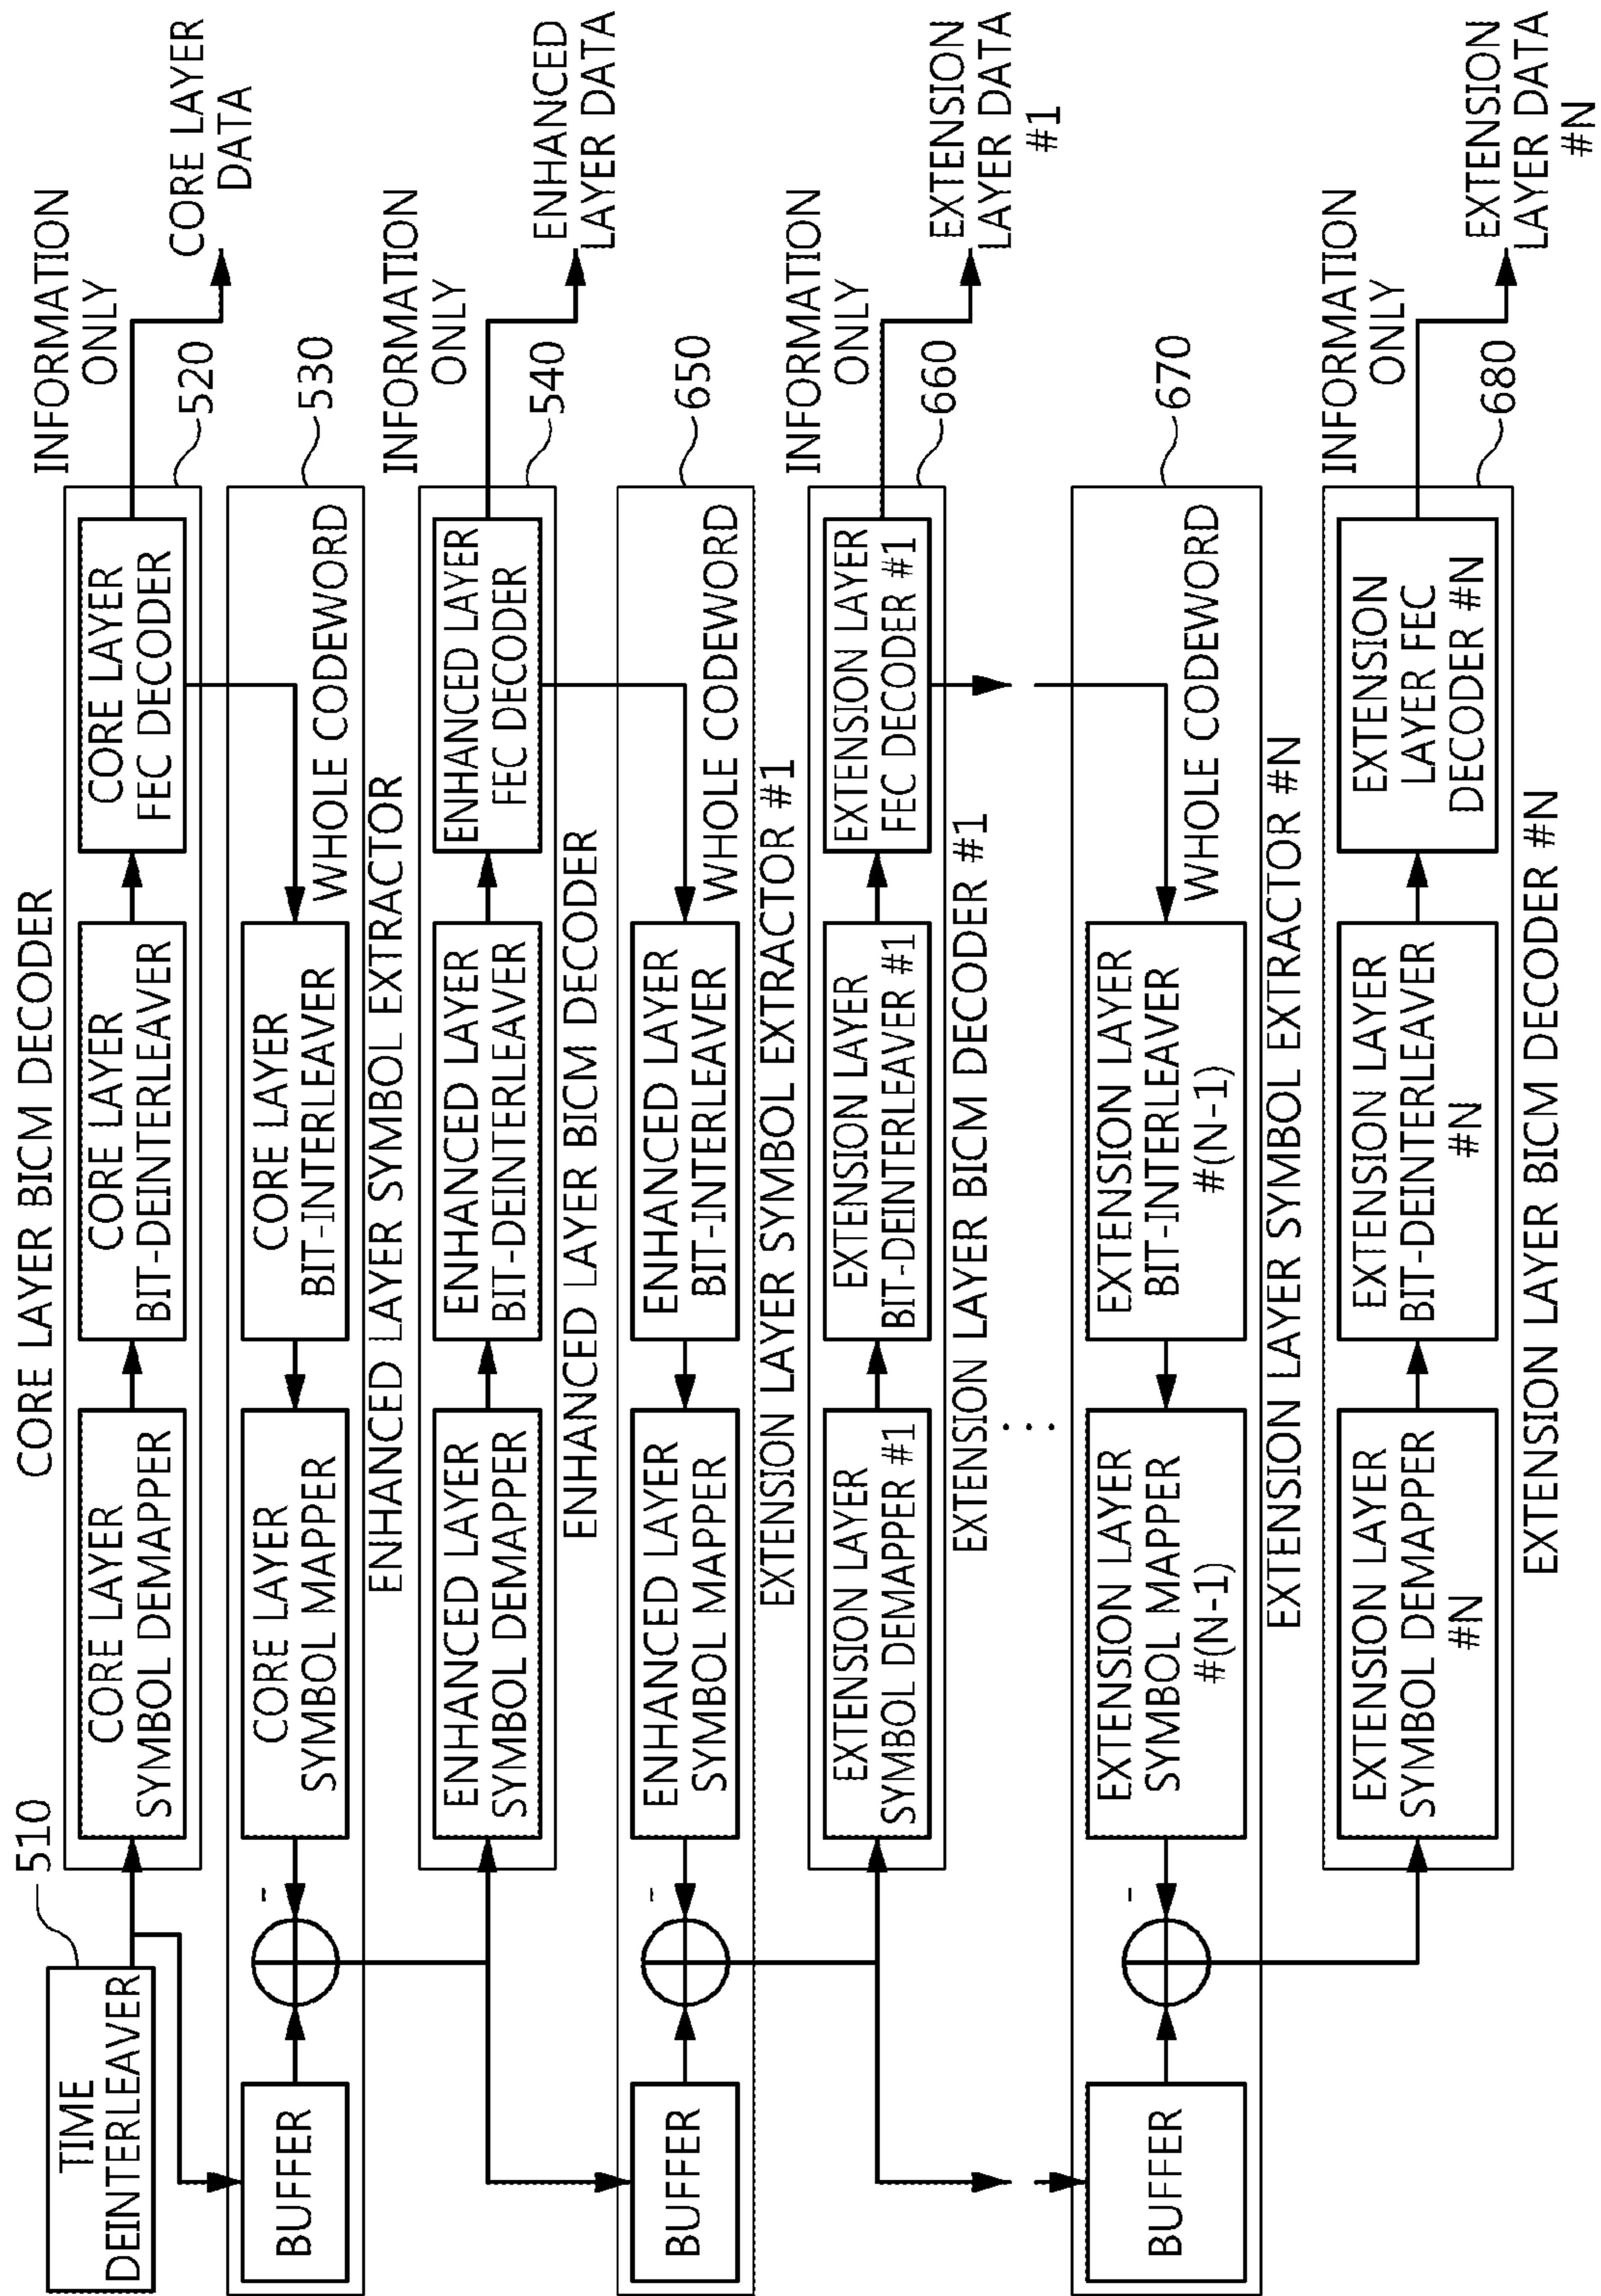 TIME
DEINTERLEAVER
510
CORE LAYER BICM DECODER
CORE LAYER
SYMBOL DEMAPPER
CORE LAYER
BIT-DEINTERLEAVER
CORE LAYER
FEC DECODER
INFORMATION
ONLY
520
CORE LAYER
DATA
BUFFER
-
CORE LAYER
SYMBOL MAPPER
CORE LAYER
BIT-INTERLEAVER
WHOLE CODEWORD
530
ENHANCED LAYER SYMBOL EXTRACTOR
ENHANCED LAYER
SYMBOL DEMAPPER
ENHANCED LAYER
BIT-DEINTERLEAVER
ENHANCED LAYER
FEC DECODER
INFORMATION
ONLY
540
ENHANCED
LAYER DATA
ENHANCED LAYER BICM DECODER
BUFFER
-
ENHANCED LAYER
SYMBOL MAPPER
ENHANCED LAYER
BIT-INTERLEAVER
WHOLE CODEWORD
650
EXTENSION LAYER SYMBOL EXTRACTOR #1
EXTENSION LAYER
SYMBOL DEMAPPER #1
EXTENSION LAYER
BIT-DEINTERLEAVER #1
EXTENSION LAYER
FEC DECODER #1
INFORMATION
ONLY
660
EXTENSION
LAYER DATA
#1
EXTENSION LAYER BICM DECODER #1
...
BUFFER
-
EXTENSION LAYER
SYMBOL MAPPER
#(N-1)
EXTENSION LAYER
BIT-INTERLEAVER
#(N-1)
WHOLE CODEWORD
670
EXTENSION LAYER SYMBOL EXTRACTOR #N
EXTENSION LAYER
SYMBOL DEMAPPER
#N
EXTENSION LAYER
BIT-DEINTERLEAVER
#N
EXTENSION
LAYER FEC
DECODER #N
INFORMATION
ONLY
680
EXTENSION
LAYER DATA
#N
EXTENSION LAYER BICM DECODER #N